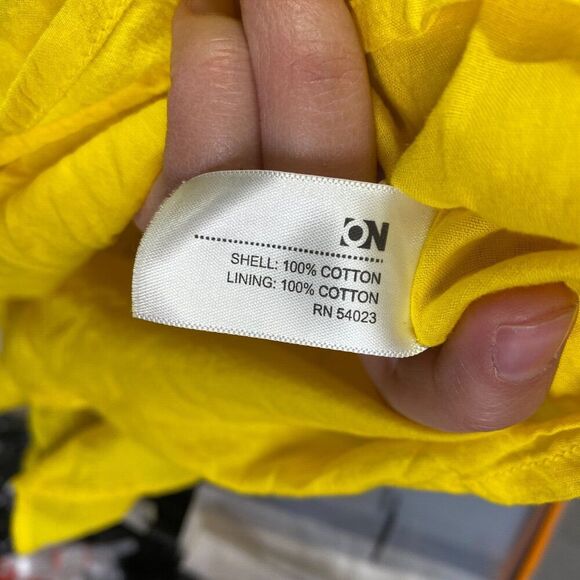 ON
SHELL: 100% COTTON
LINING: 100% COTTON
RN 54023